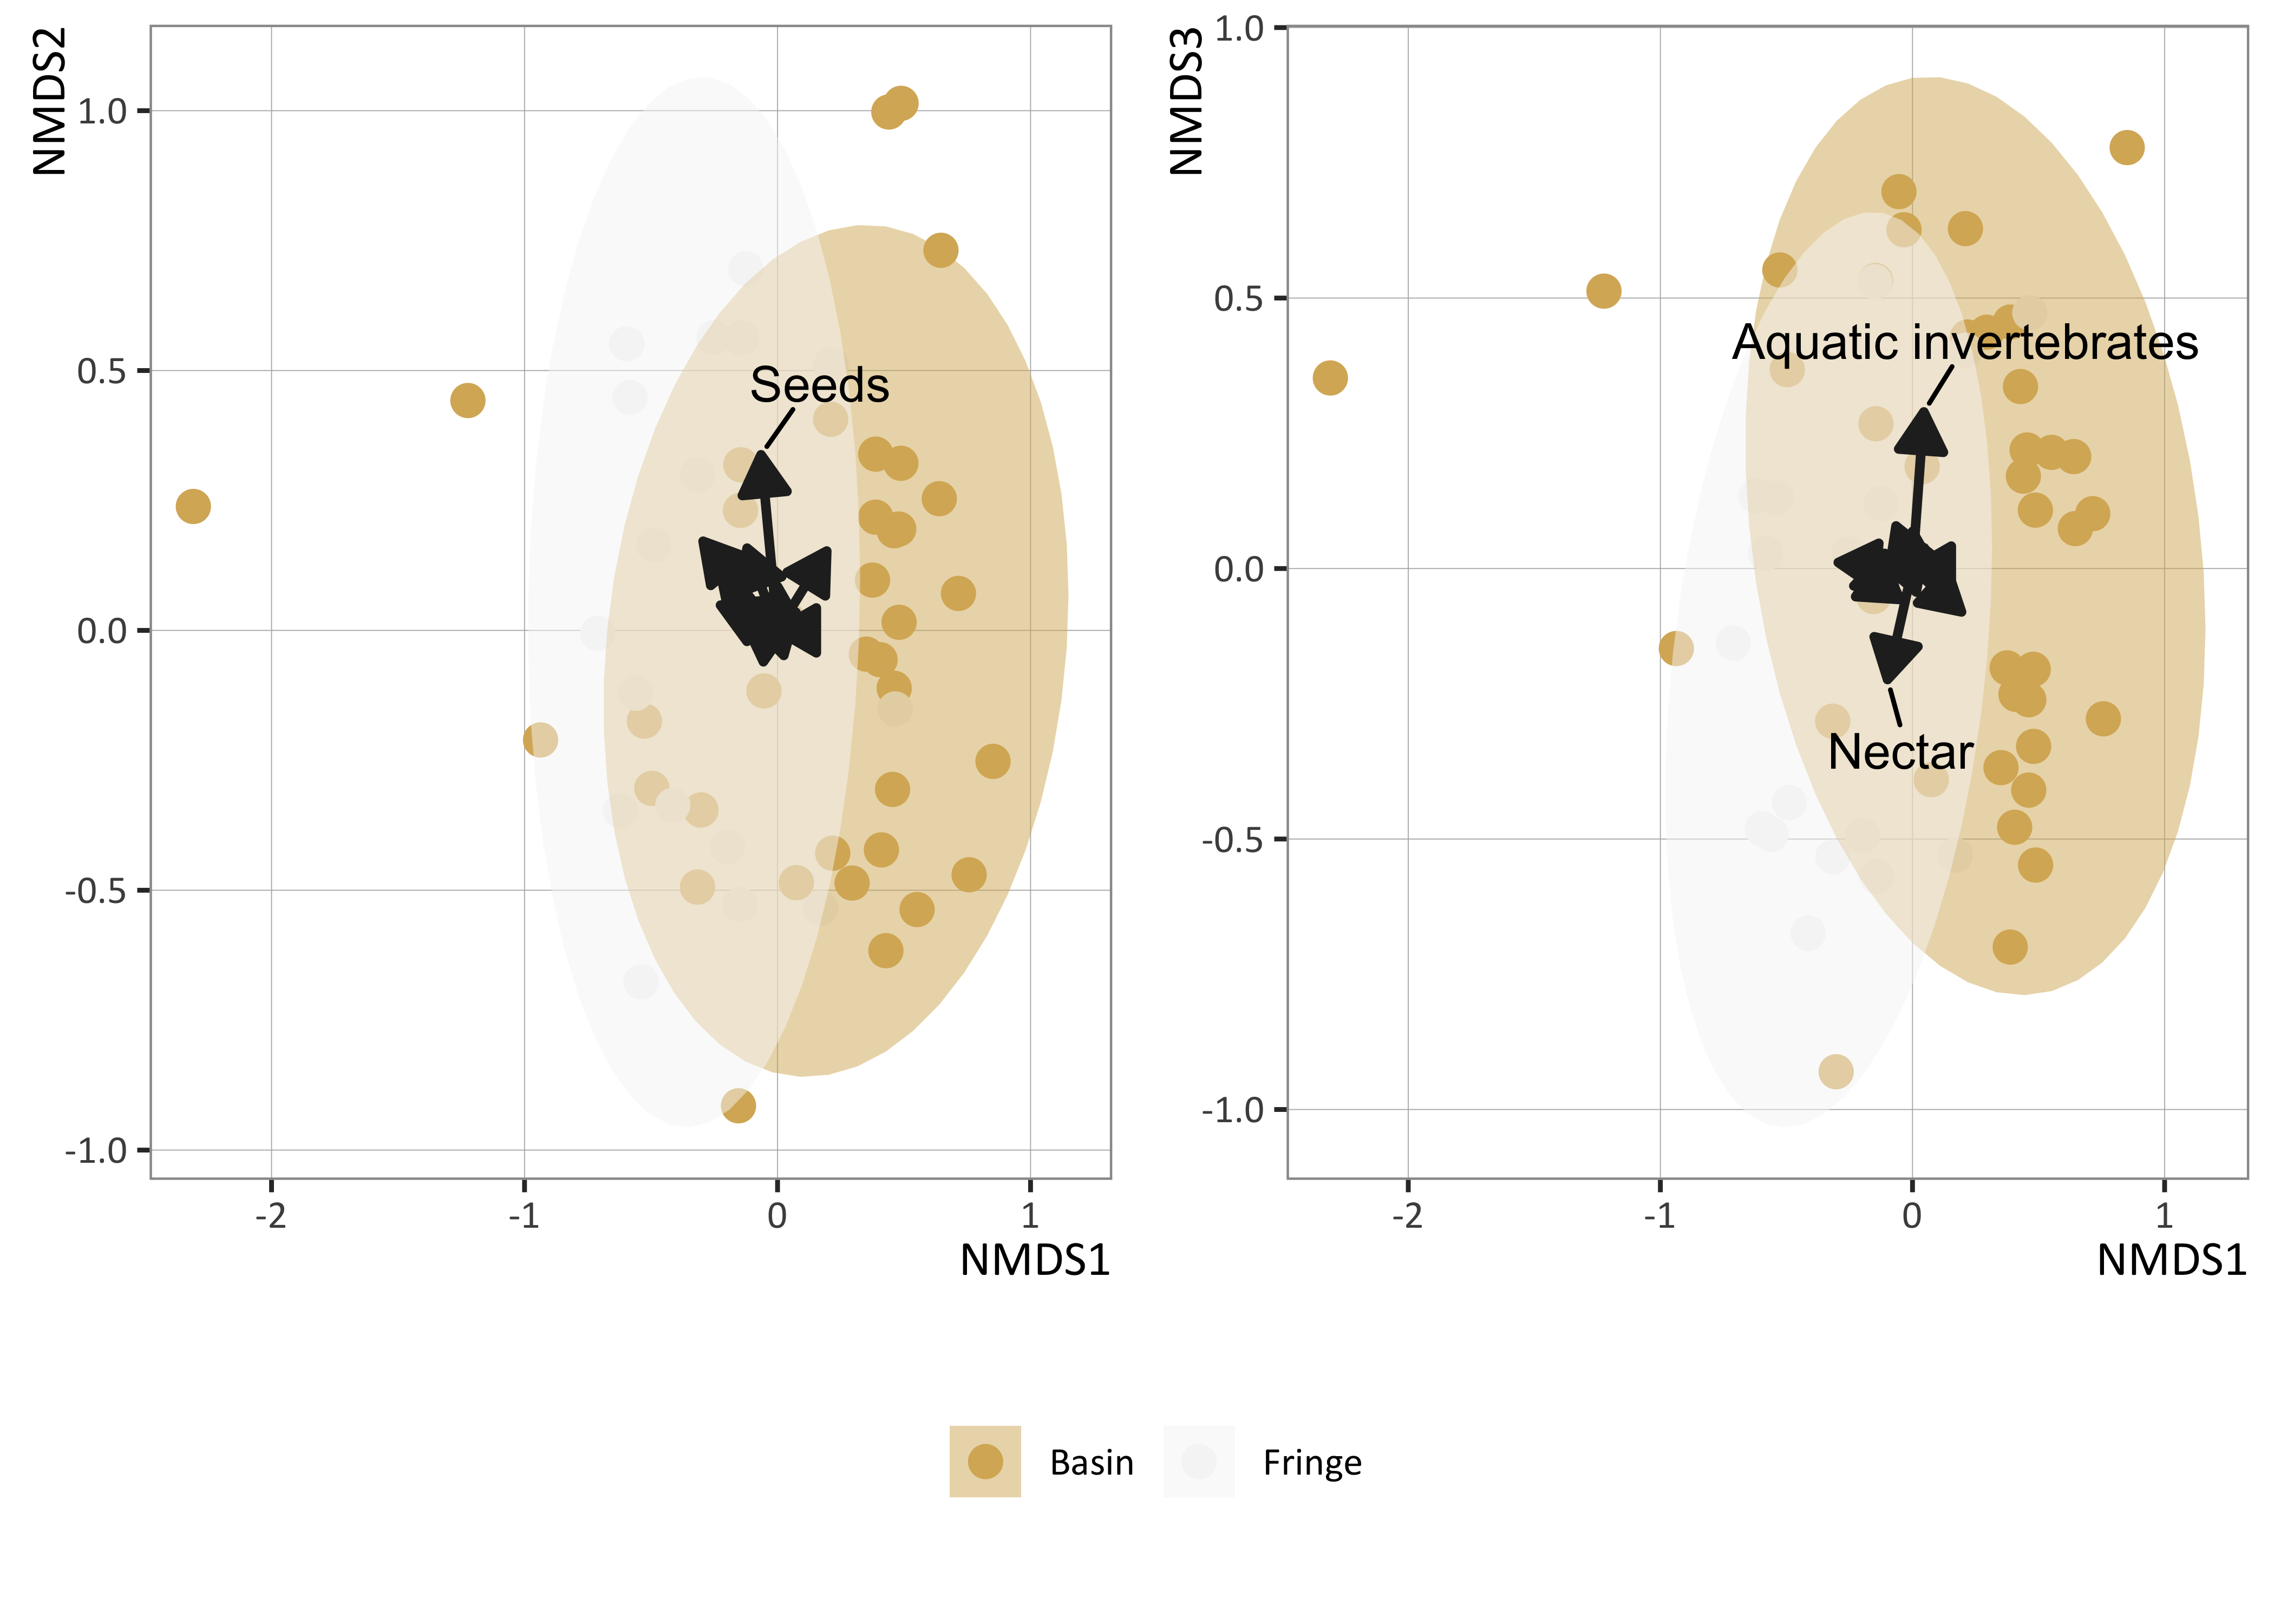 NMDS2
1.0
0.5
0.0
-0.5
-1.0
Seeds
-2
-1
0
1
NMDS1
NMDS3
1.0
0.5
0.0
-0.5
-1.0
Aquatic invertebrates
Nectar
-2
-1
0
1
NMDS1
Basin
Fringe